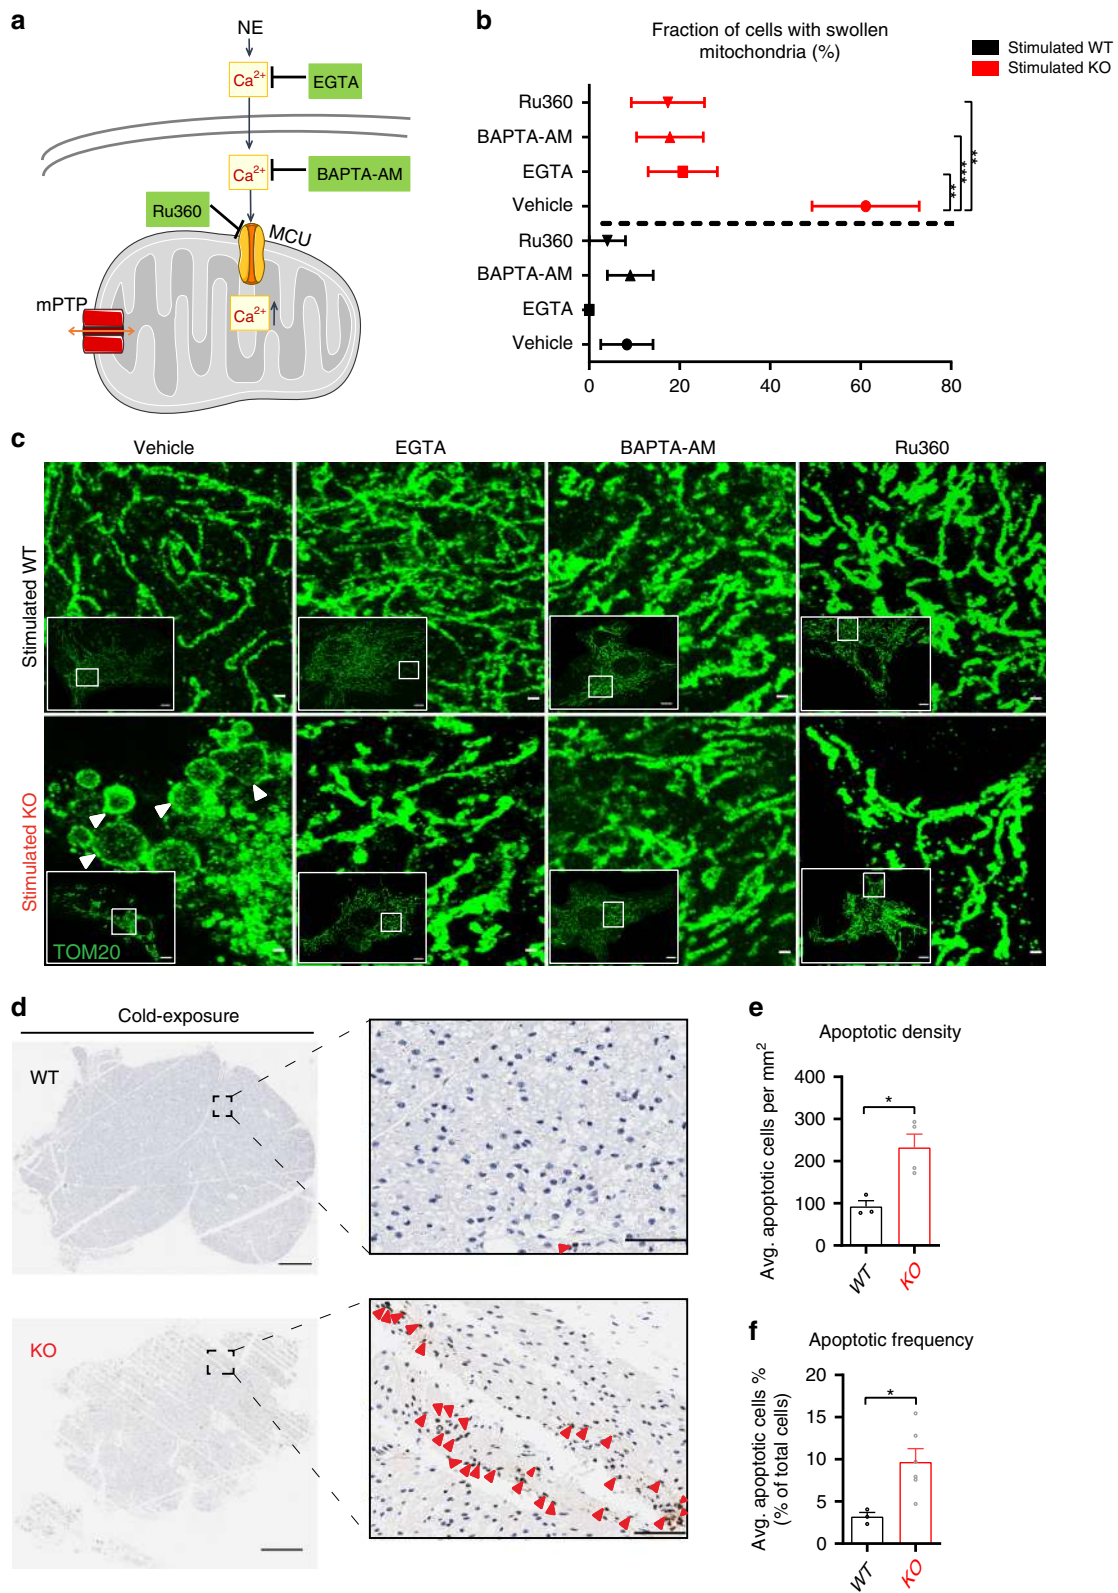 a
NE
Ca2+
EGTA
Ca2+
BAPTA-AM
Ru360
MCU
mPTP
Ca2+
b
Fraction of cells with swollen
mitochondria (%)
Stimulated WT
Stimulated KO
Ru360
BAPTA-AM
EGTA
Vehicle
Ru360
BAPTA-AM
EGTA
Vehicle
**
***
**
0 20 40 60 80
c
Vehicle EGTA BAPTA-AM Ru360
Stimulated WT
Stimulated KO
TOM20
d
Cold-exposure
WT
KO
e
Apoptotic density
Avg. apoptotic cells per mm2
400
300
200
100
0
*
WT KO
f
Apoptotic frequency
Avg. apoptotic cells %
(% of total cells)
20
15
10
5
0
*
WT KO